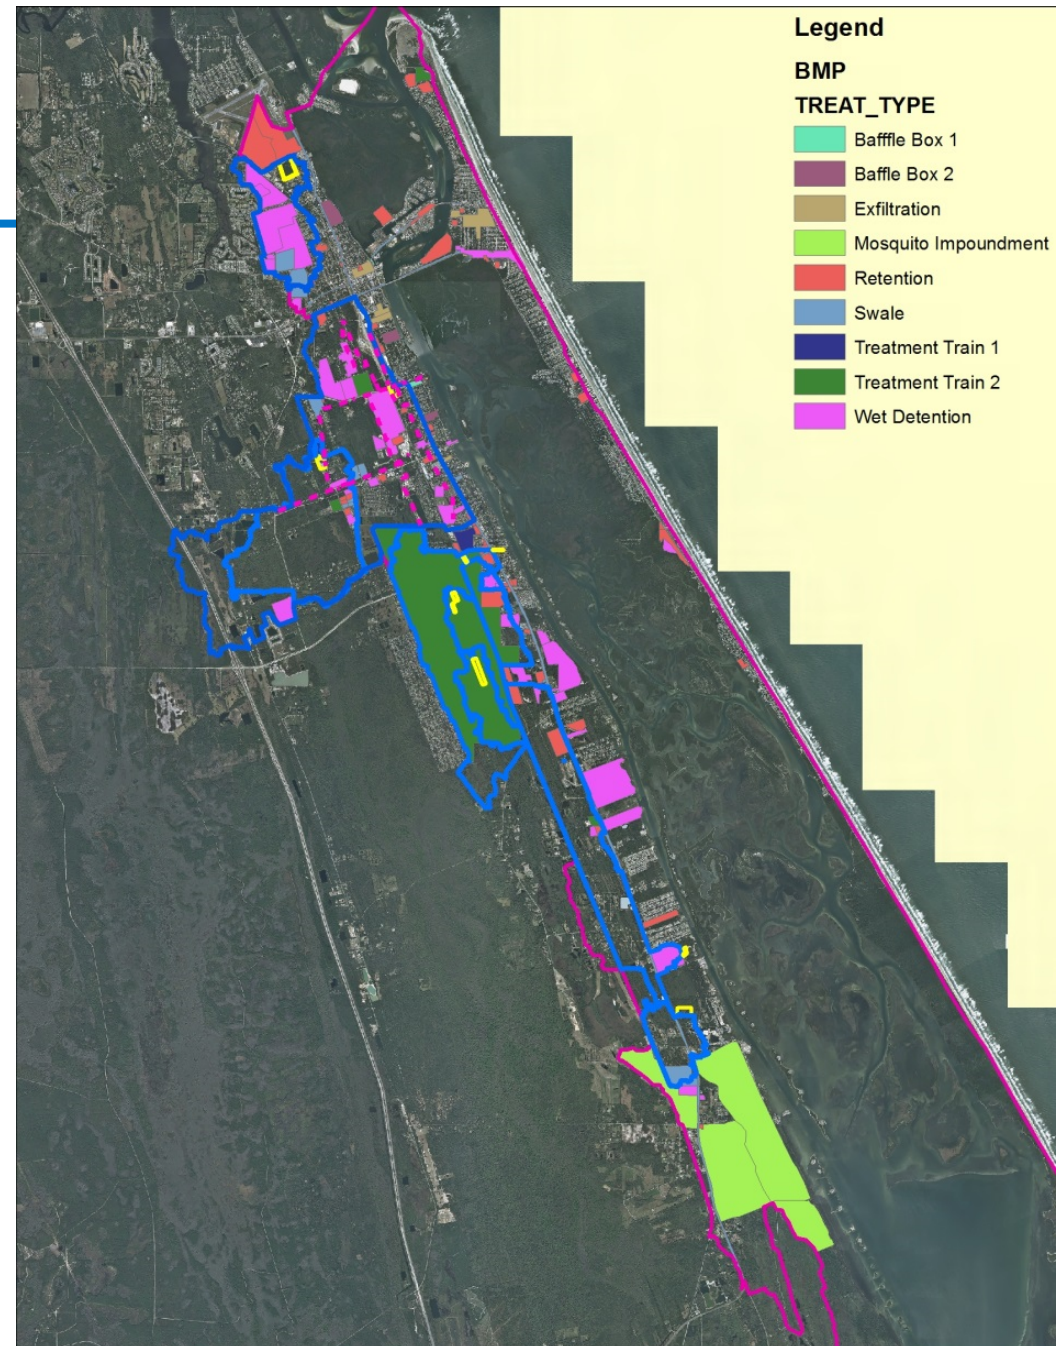 Legend
BMP
TREAT_TYPE
Bafffle Box 1
Baffle Box 2
Exfiltration
Mosquito Impoundment
Retention
Swale
Treatment Train 1
Treatment Train 2
Wet Detention